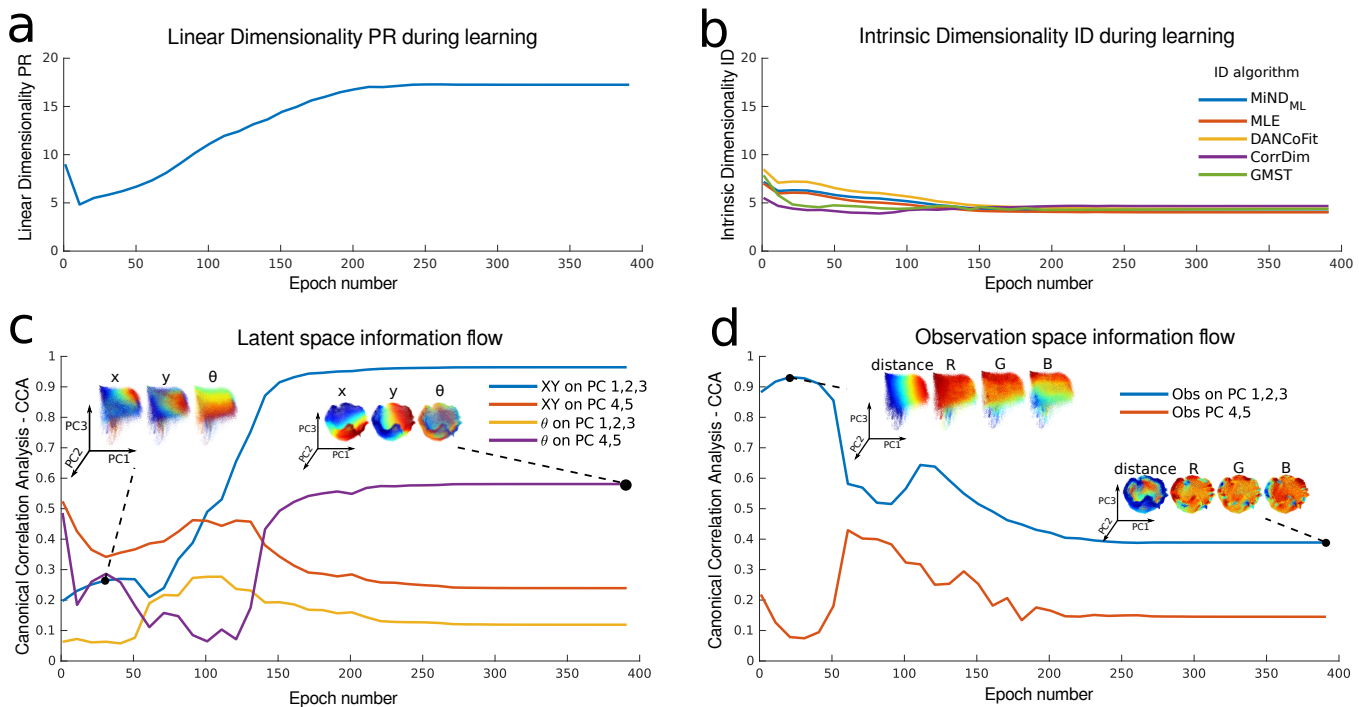 a
Linear Dimensionality PR during learning
Linear Dimensionality PR
20
15
10
5
0
0 50 100 150 200 250 300 350 400
Epoch number
b
Intrinsic Dimensionality ID during learning
Intrinsic Dimensionality ID
20
15
10
5
0
ID algorithm
MiND_ML
MLE
DANCoFit
CorrDim
GMST
0 50 100 150 200 250 300 350 400
Epoch number
c
Latent space information flow
Canonical Correlation Analysis - CCA
1
0.9
0.8
0.7
0.6
0.5
0.4
0.3
0.2
0.1
0
x y θ
PC3
PC2
PC1
x y θ
PC3
PC2
PC1
XY on PC 1,2,3
XY on PC 4,5
θ on PC 1,2,3
θ on PC 4,5
0 50 100 150 200 250 300 350 400
Epoch number
d
Observation space information flow
Canonical Correlation Analysis - CCA
1
0.9
0.8
0.7
0.6
0.5
0.4
0.3
0.2
0.1
0
distance R G B
PC3
PC2
PC1
Obs on PC 1,2,3
Obs PC 4,5
distance R G B
PC3
PC2
PC1
0 50 100 150 200 250 300 350 400
Epoch number